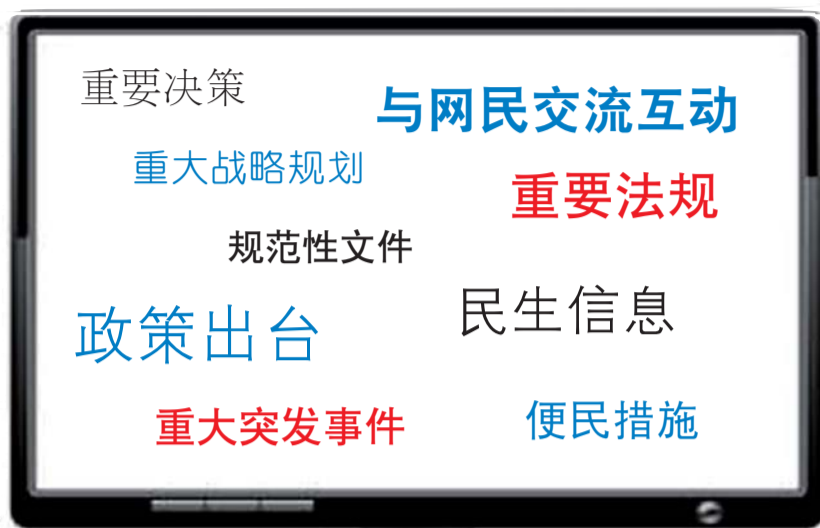 重要决策
与网民交流互动
重大战略规划
重要法规
规范性文件
民生信息
政策出台
重大突发事件
便民措施